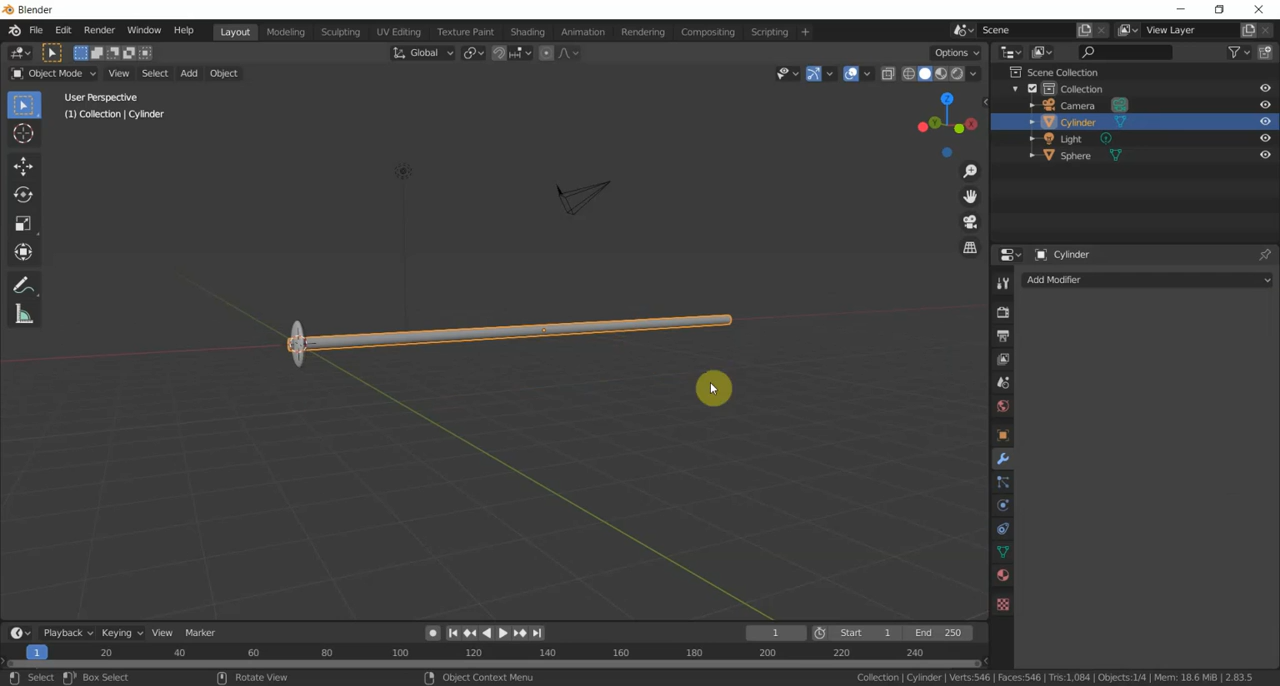 Blender
File Edit Render Window Help Layout Modeling Sculpting UV Editing Texture Paint Shading Animation Rendering Compositing Scripting + Scene View Layer
Global Options
Object Mode View Select Add Object
User Perspective
(1) Collection | Cylinder
Z
Y X
Scene Collection
Collection
Camera
Cylinder
Light
Sphere
Cylinder
Add Modifier
Playback Keying View Marker 1 Start 1 End 250
1 20 40 60 80 100 120 140 160 180 200 220 240
Select Box Select Rotate View Object Context Menu Collection | Cylinder | Verts:546 | Faces:546 | Tris:1,084 | Objects:1/4 | Mem: 18.6 MiB | 2.83.5